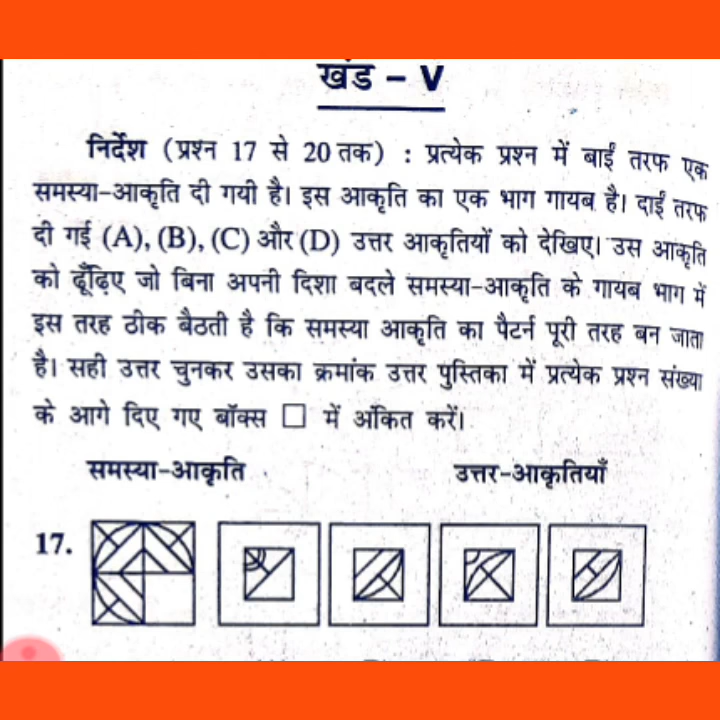 खंड – V
निर्देश (प्रश्न 17 से 20 तक) : प्रत्येक प्रश्न में बाईं तरफ एक
समस्या-आकृति दी गयी है। इस आकृति का एक भाग गायब है। दाईं तरफ
दी गई (A), (B), (C) और (D) उत्तर आकृतियों को देखिए। उस आकृति
को ढूँढ़िए जो बिना अपनी दिशा बदले समस्या-आकृति के गायब भाग में
इस तरह ठीक बैठती है कि समस्या आकृति का पैटर्न पूरी तरह बन जाता
है। सही उत्तर चुनकर उसका क्रमांक उत्तर पुस्तिका में प्रत्येक प्रश्न संख्या
के आगे दिए गए बॉक्स □ में अंकित करें।
समस्या-आकृति उत्तर-आकृतियाँ
17.